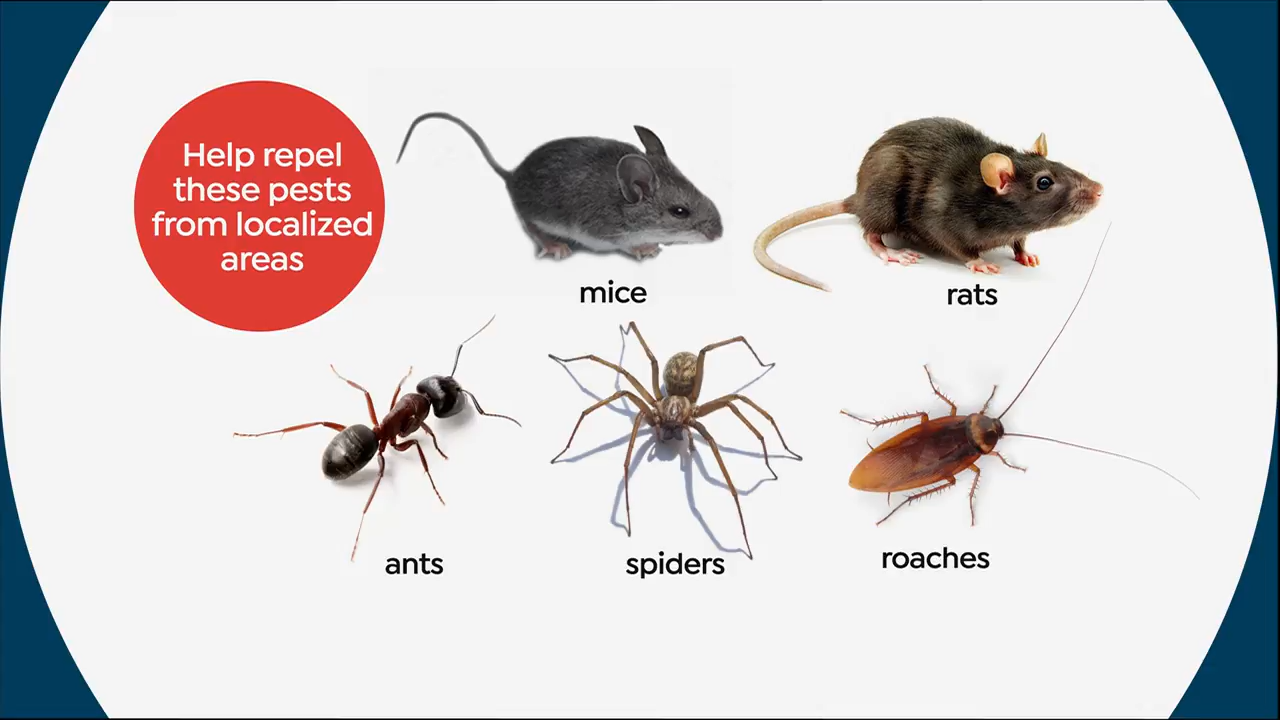 Help repel
these pests
from localized
areas
mice
rats
ants
spiders
roaches